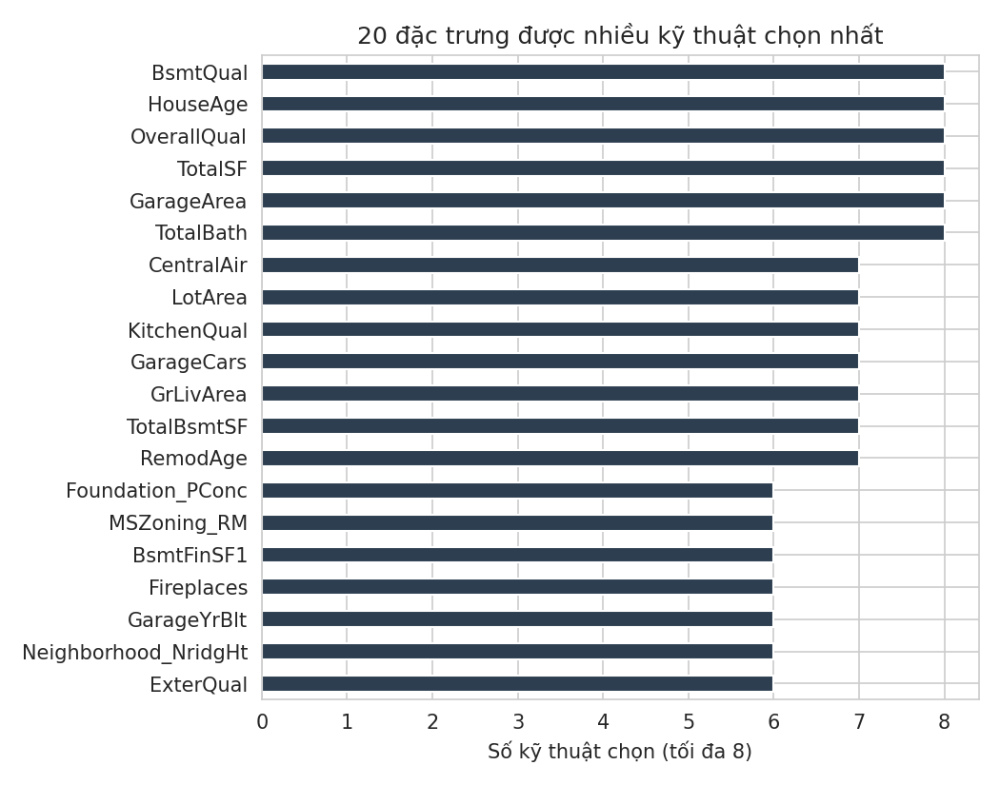 20 đặc trưng được nhiều kỹ thuật chọn nhất
BsmtQual
HouseAge
OverallQual
TotalSF
GarageArea
TotalBath
CentralAir
LotArea
KitchenQual
GarageCars
GrLivArea
TotalBsmtSF
RemodAge
Foundation_PConc
MSZoning_RM
BsmtFinSF1
Fireplaces
GarageYrBlt
Neighborhood_NridgHt
ExterQual
0 1 2 3 4 5 6 7 8
Số kỹ thuật chọn (tối đa 8)